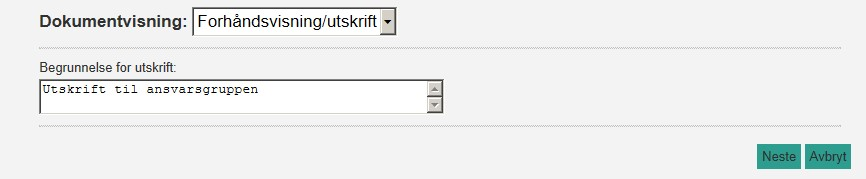 Dokumentvisning: Forhåndsvisning/utskrift
Begrunnelse for utskrift:
Utskrift til ansvarsgruppen
Neste Avbryt